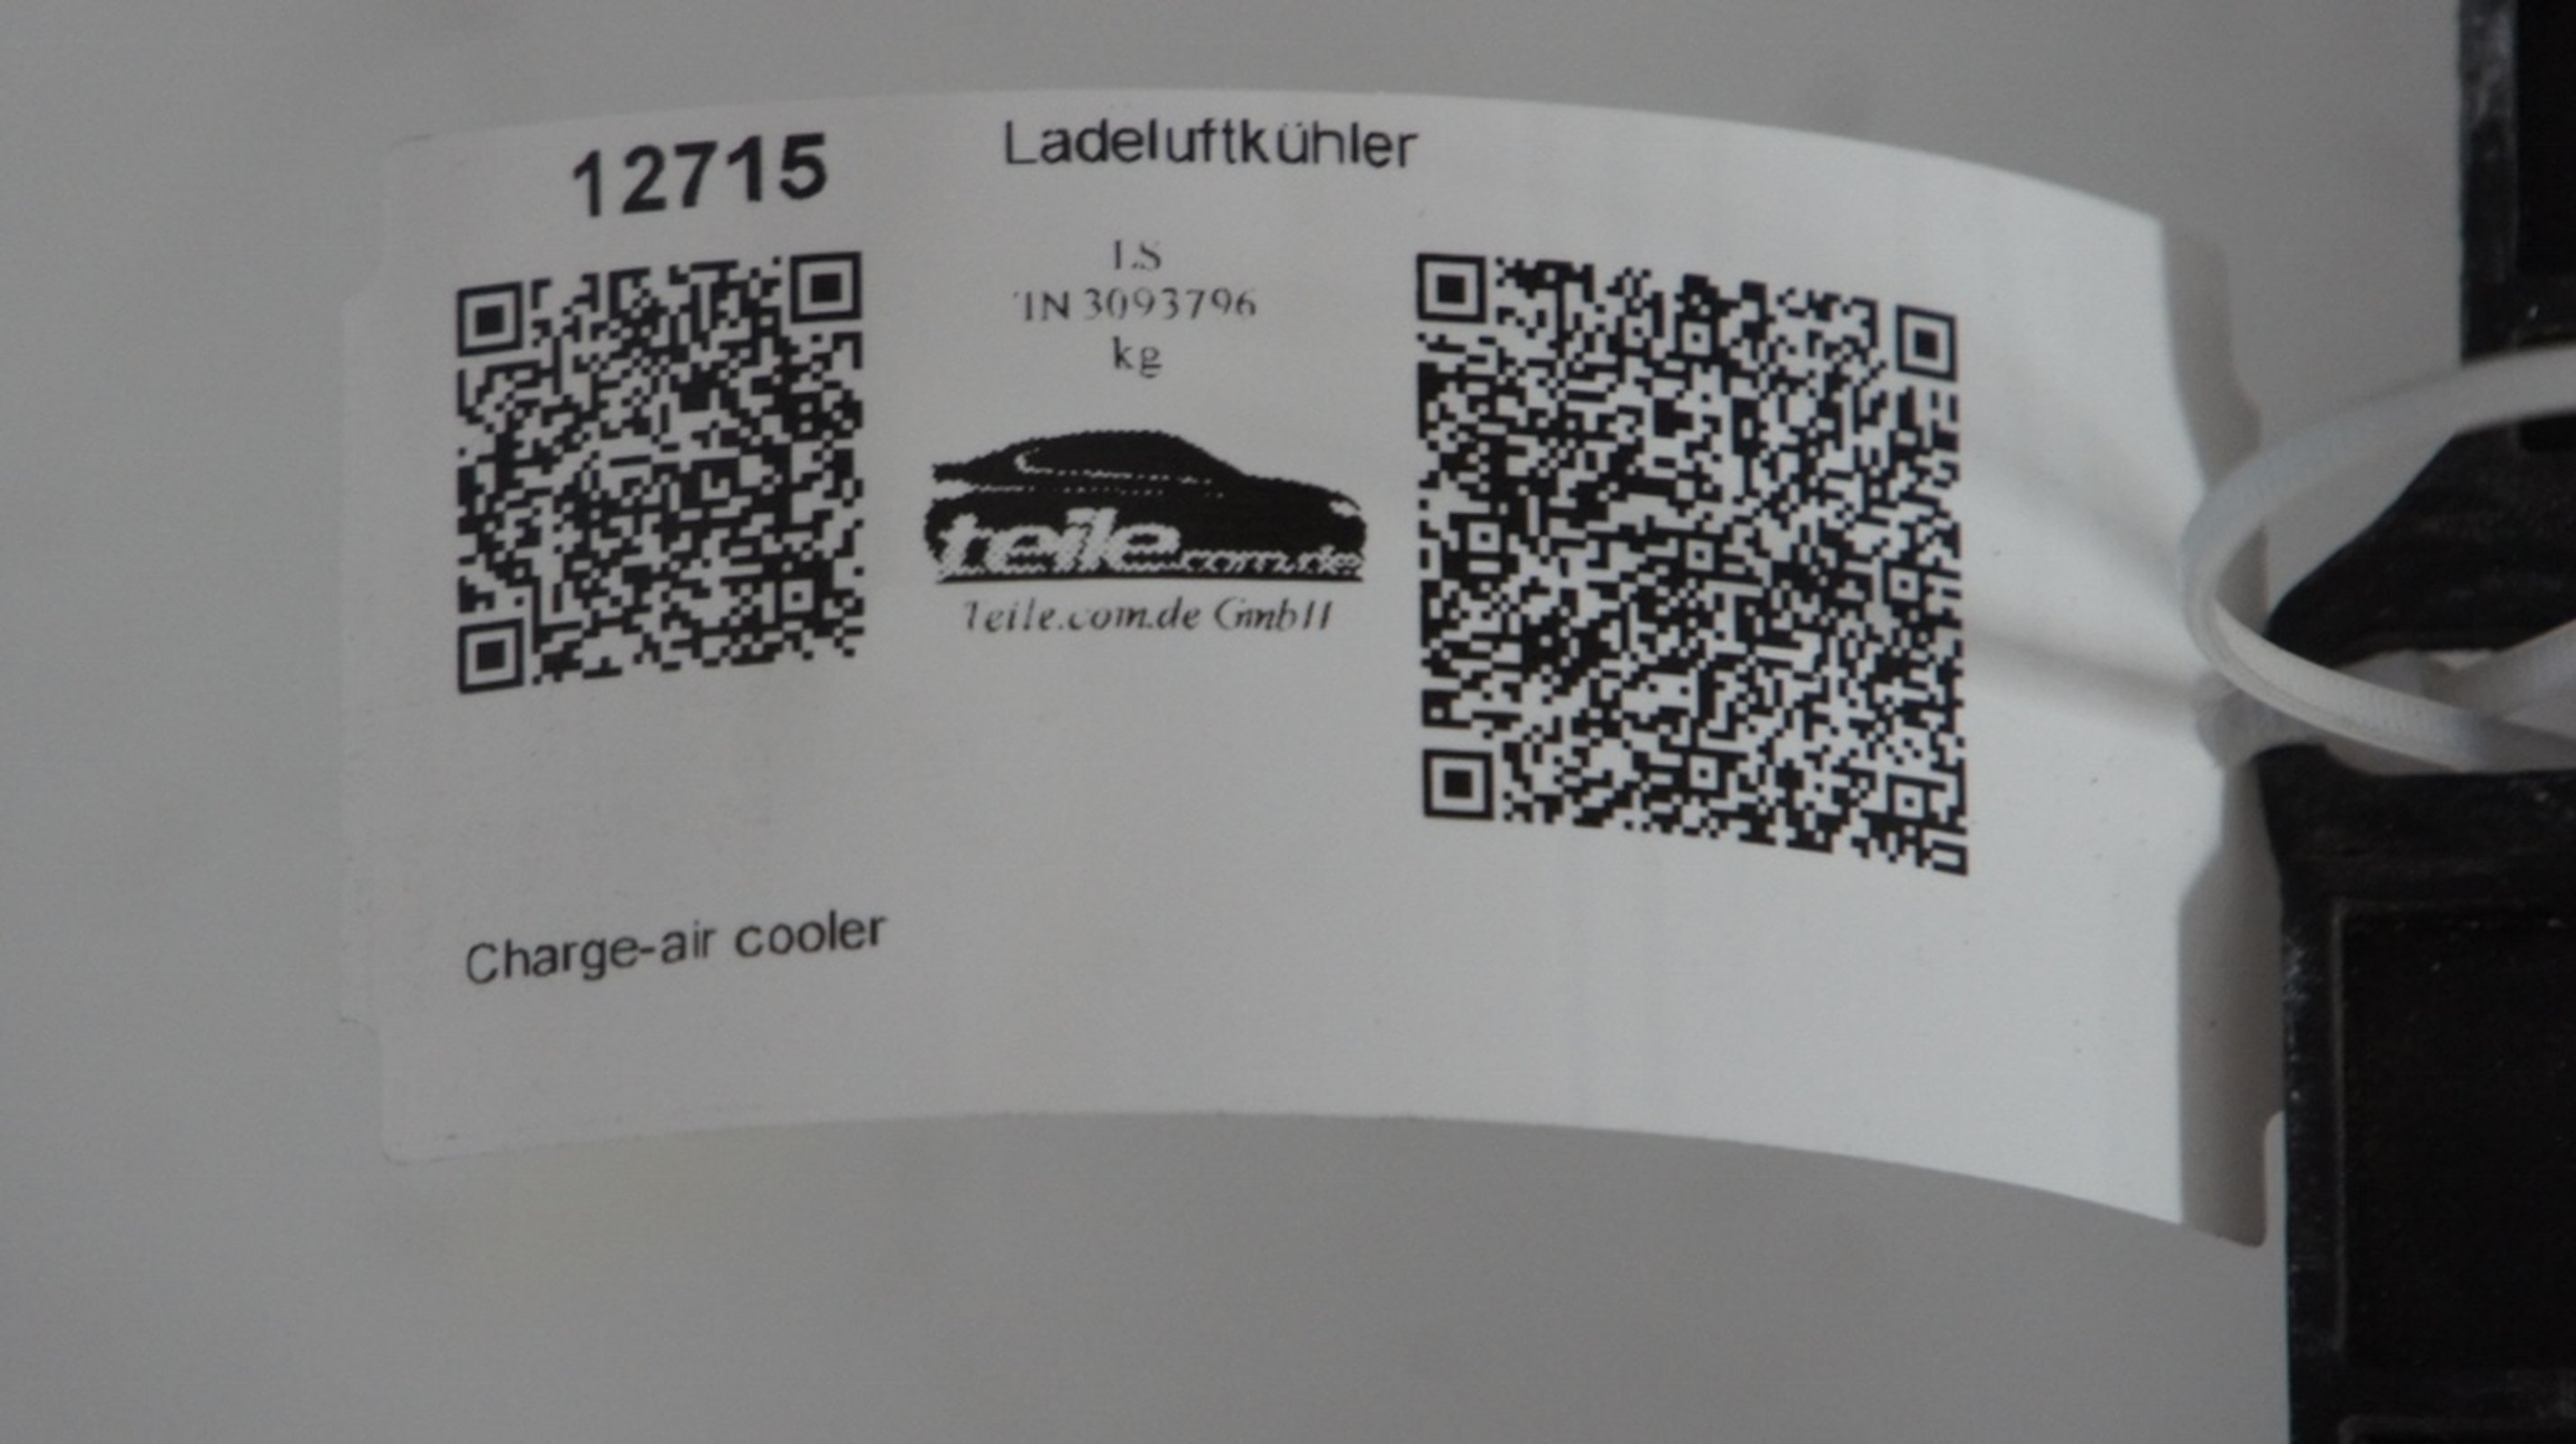 12715
Ladeluftkühler
LS
TN 3093796
kg
teile.com.de
Teile.com.de GmbH
Charge-air cooler